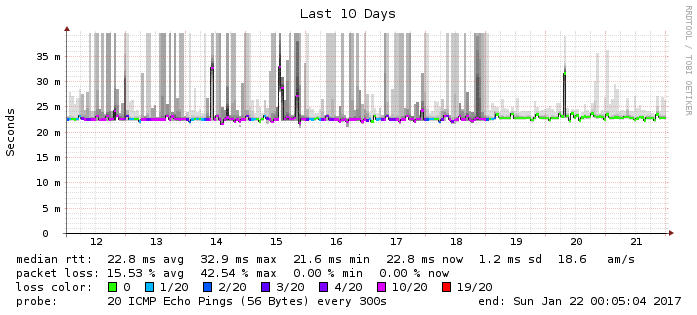 Last 10 Days
RRDTOOL / TOBI OETIKER
Seconds
35 m
30 m
25 m
20 m
15 m
10 m
5 m
0
12 13 14 15 16 17 18 19 20 21
median rtt: 22.8 ms avg 32.9 ms max 21.6 ms min 22.8 ms now 1.2 ms sd 18.6 am/s
packet loss: 15.53 % avg 42.54 % max 0.00 % min 0.00 % now
loss color: 0 1/20 2/20 3/20 4/20 10/20 19/20
probe: 20 ICMP Echo Pings (56 Bytes) every 300s end: Sun Jan 22 00:05:04 2017